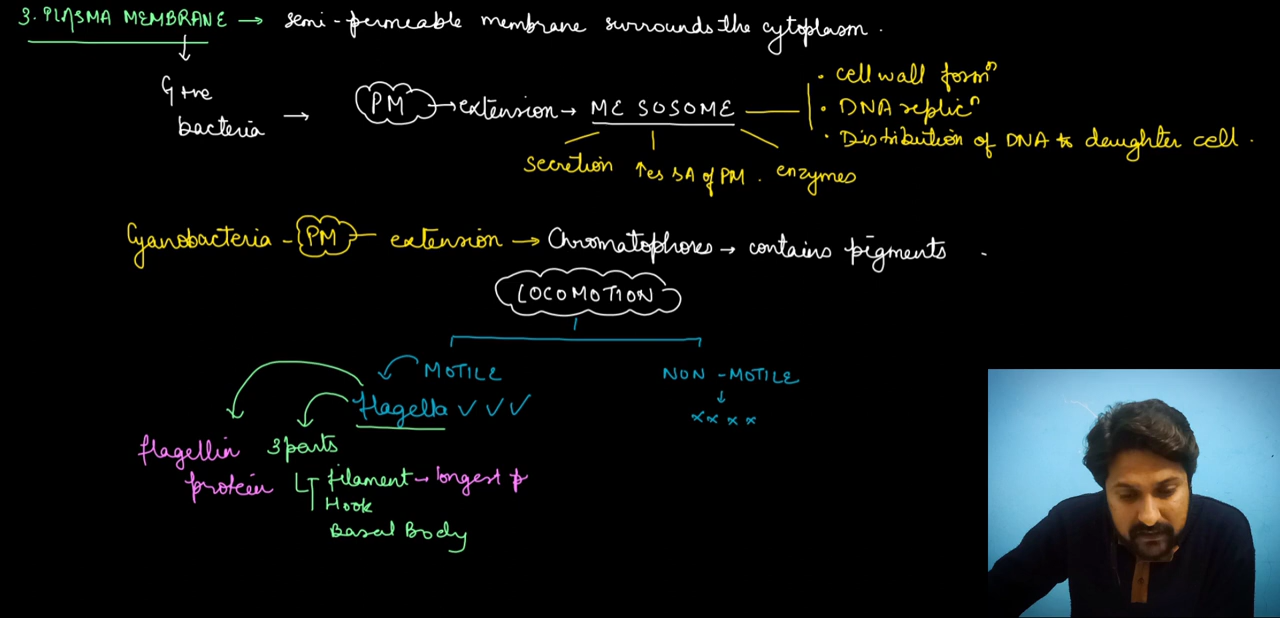 3. PLASMA MEMBRANE → semi-permeable membrane surrounds the cytoplasm.
G +ve bacteria → PM → extension → MESOSOME
• cell wall formⁿ
• DNA replicⁿ
• Distribution of DNA to daughter cell.
secretion ↑es SA of PM. enzymes
Cyanobacteria - PM - extension → Chromatophores → contains pigments
LOCOMOTION
MOTILE NON-MOTILE
flagella ✓ ✓ ✓ ↓
x x x x
flagellin protein
3 parts
filament → longest p
Hook
Basal Body